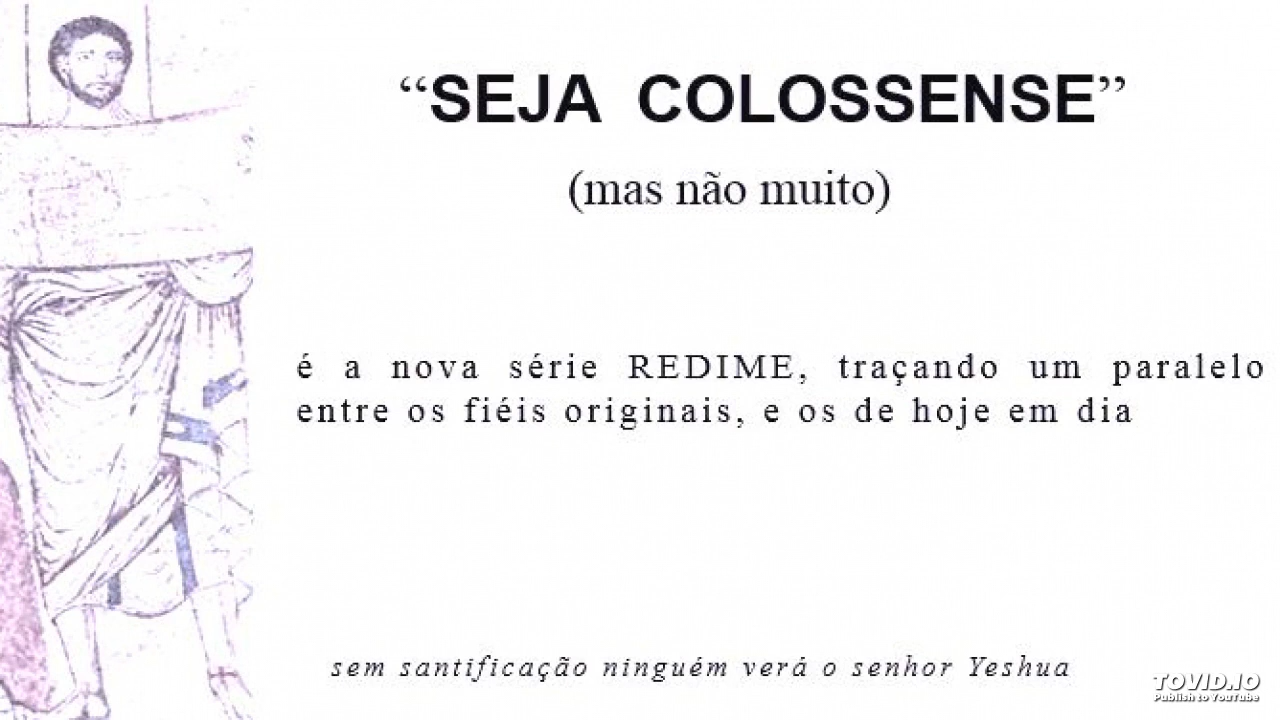 “SEJA COLOSSENSE”
(mas não muito)
é a nova série REDIME, traçando um paralelo
entre os fiéis originais, e os de hoje em dia
sem santificação ninguém verá o senhor Yeshua
TOVID.IO
Publish to YouTube